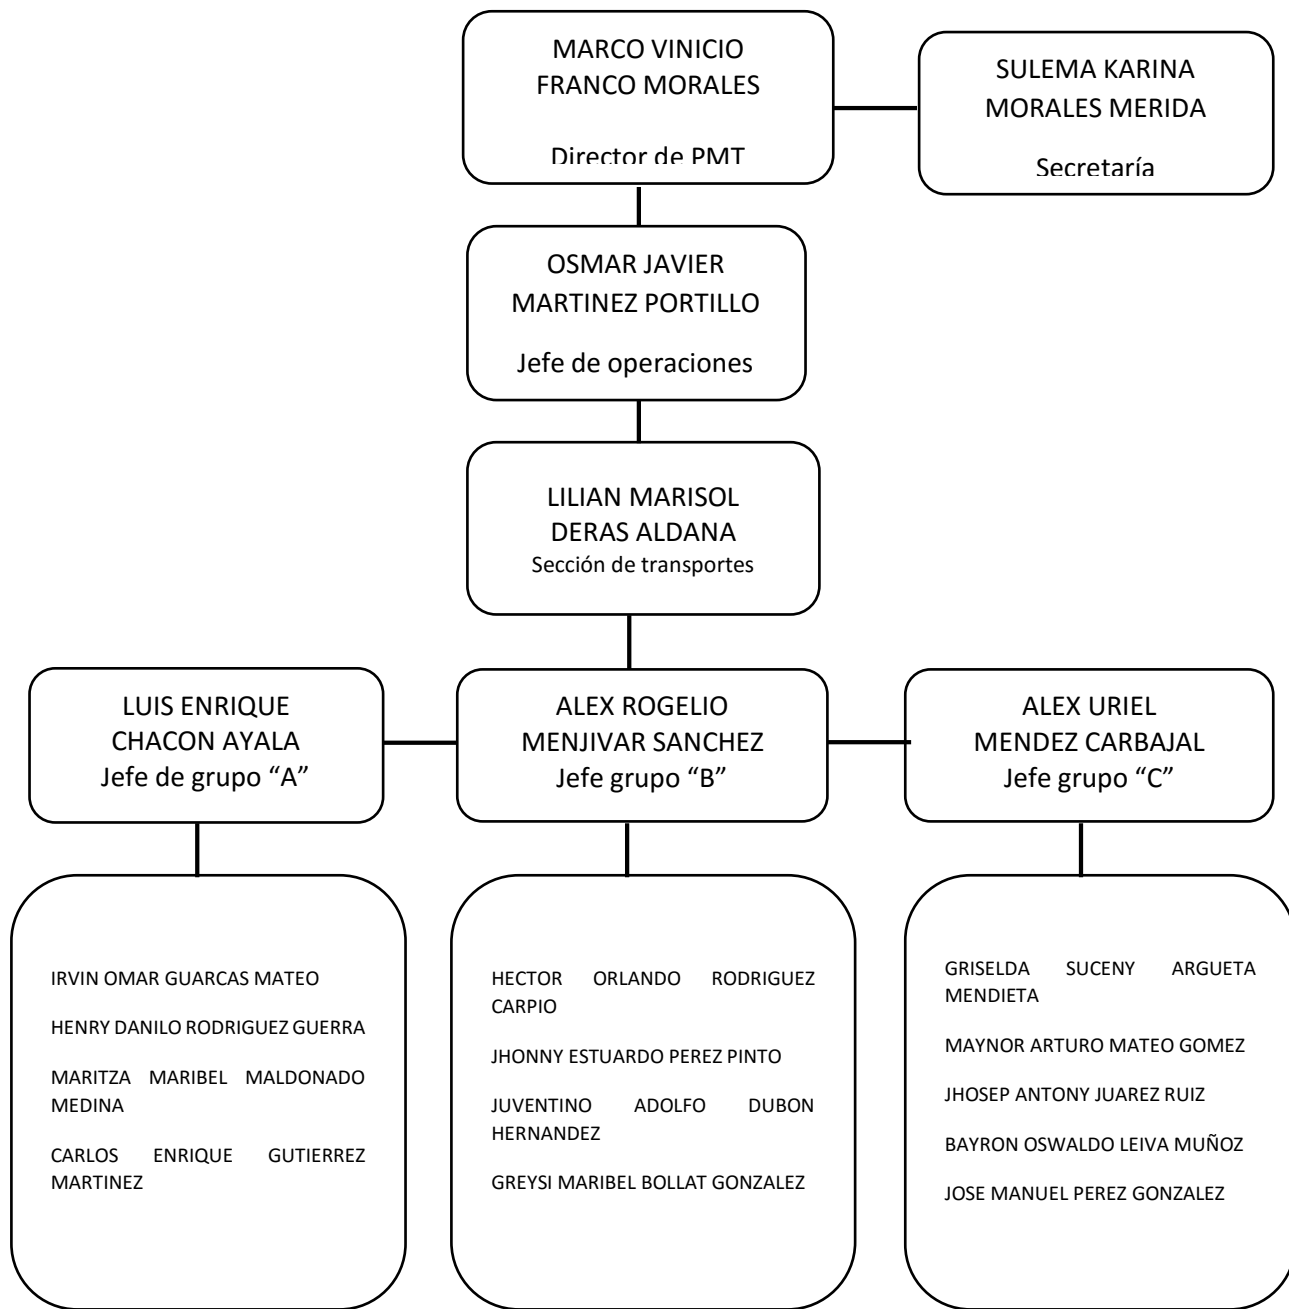 MARCO VINICIO
FRANCO MORALES
Director de PMT
SULEMA KARINA
MORALES MERIDA
Secretaría
OSMAR JAVIER
MARTINEZ PORTILLO
Jefe de operaciones
LILIAN MARISOL
DERAS ALDANA
Sección de transportes
LUIS ENRIQUE
CHACON AYALA
Jefe de grupo “A”
ALEX ROGELIO
MENJIVAR SANCHEZ
Jefe grupo “B”
ALEX URIEL
MENDEZ CARBAJAL
Jefe grupo “C”
IRVIN OMAR GUARCAS MATEO
HENRY DANILO RODRIGUEZ GUERRA
MARITZA MARIBEL MALDONADO
MEDINA
CARLOS ENRIQUE GUTIERREZ
MARTINEZ
HECTOR ORLANDO RODRIGUEZ
CARPIO
JHONNY ESTUARDO PEREZ PINTO
JUVENTINO ADOLFO DUBON
HERNANDEZ
GREYSI MARIBEL BOLLAT GONZALEZ
GRISELDA SUCENY ARGUETA
MENDIETA
MAYNOR ARTURO MATEO GOMEZ
JHOSEP ANTONY JUAREZ RUIZ
BAYRON OSWALDO LEIVA MUÑOZ
JOSE MANUEL PEREZ GONZALEZ